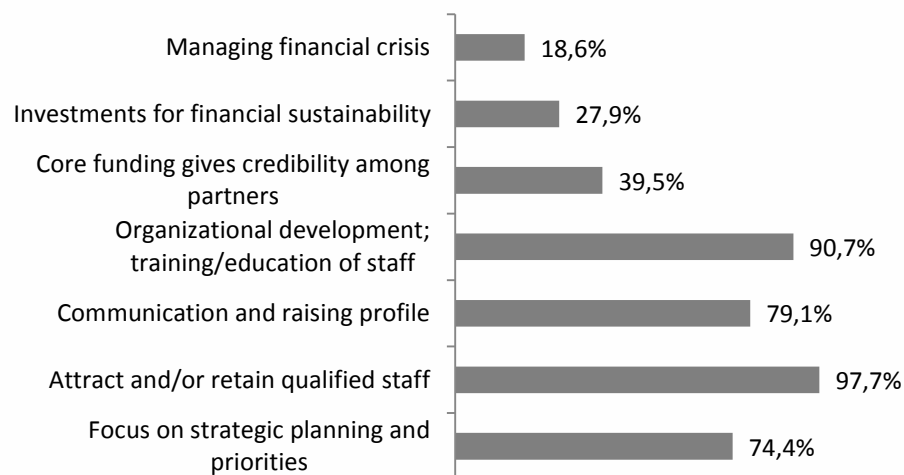 Managing financial crisis
18,6%
Investments for financial sustainability
27,9%
Core funding gives credibility among
partners
39,5%
Organizational development;
training/education of staff
90,7%
Communication and raising profile
79,1%
Attract and/or retain qualified staff
97,7%
Focus on strategic planning and
priorities
74,4%